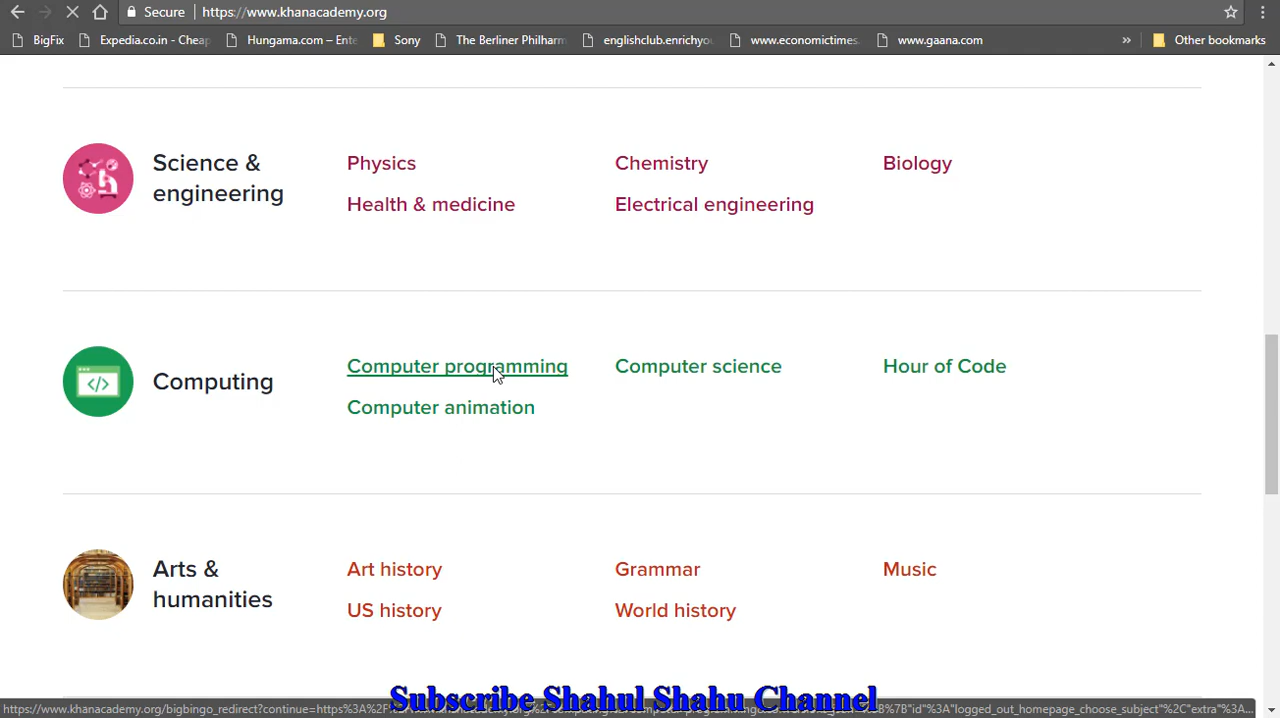 Secure https://www.khanacademy.org
BigFix Expedia.co.in - Cheap Hungama.com – Ente Sony The Berliner Philharm englishclub.enrichyou www.economictimes. www.gaana.com » Other bookmarks
Science & engineering
Physics Chemistry Biology
Health & medicine Electrical engineering
Computing
Computer programming Computer science Hour of Code
Computer animation
Arts & humanities
Art history Grammar Music
US history World history
Subscribe Shahul Shahu Channel